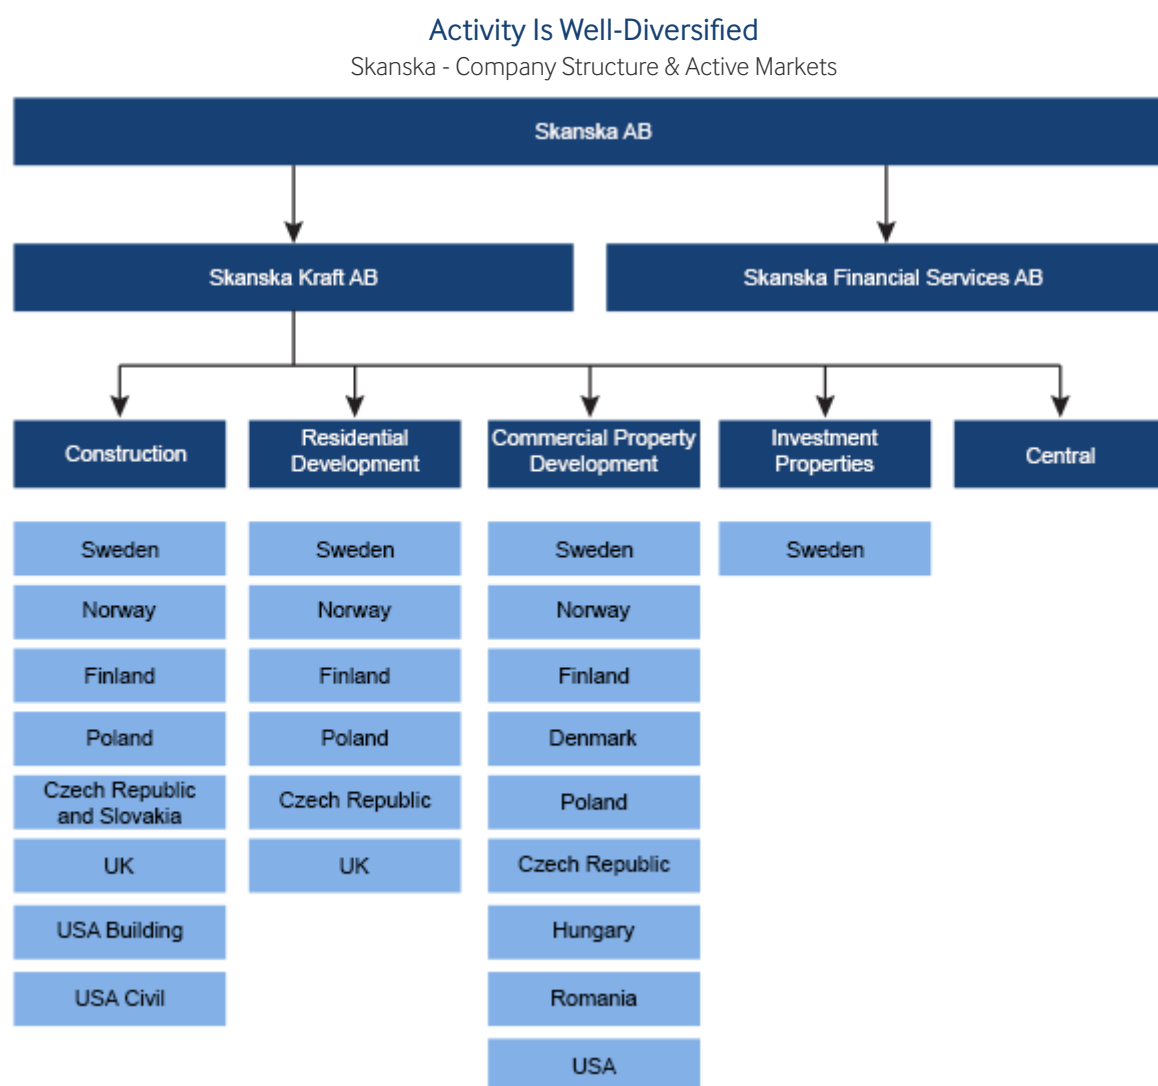 Activity Is Well-Diversified
Skanska - Company Structure & Active Markets
Skanska AB
Skanska Kraft AB
Skanska Financial Services AB
Construction
Residential
Development
Commercial Property
Development
Investment
Properties
Central
Sweden
Norway
Finland
Poland
Czech Republic
and Slovakia
UK
USA Building
USA Civil
Sweden
Norway
Finland
Poland
Czech Republic
UK
Sweden
Norway
Finland
Denmark
Poland
Czech Republic
Hungary
Romania
USA
Sweden